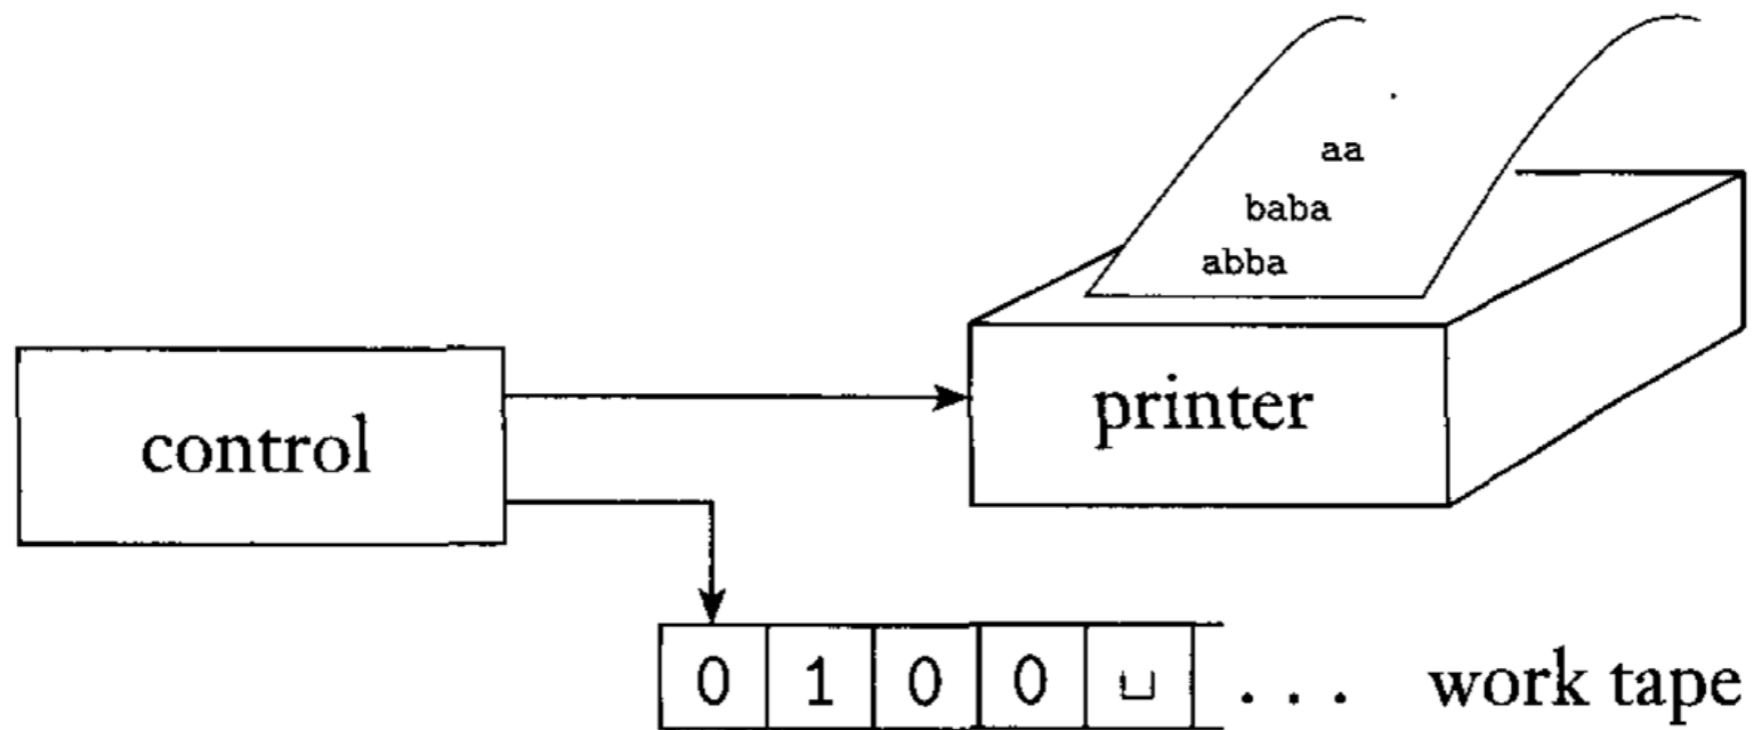 aa
baba
abba
printer
control
0 1 0 0 ␣ . . . work tape